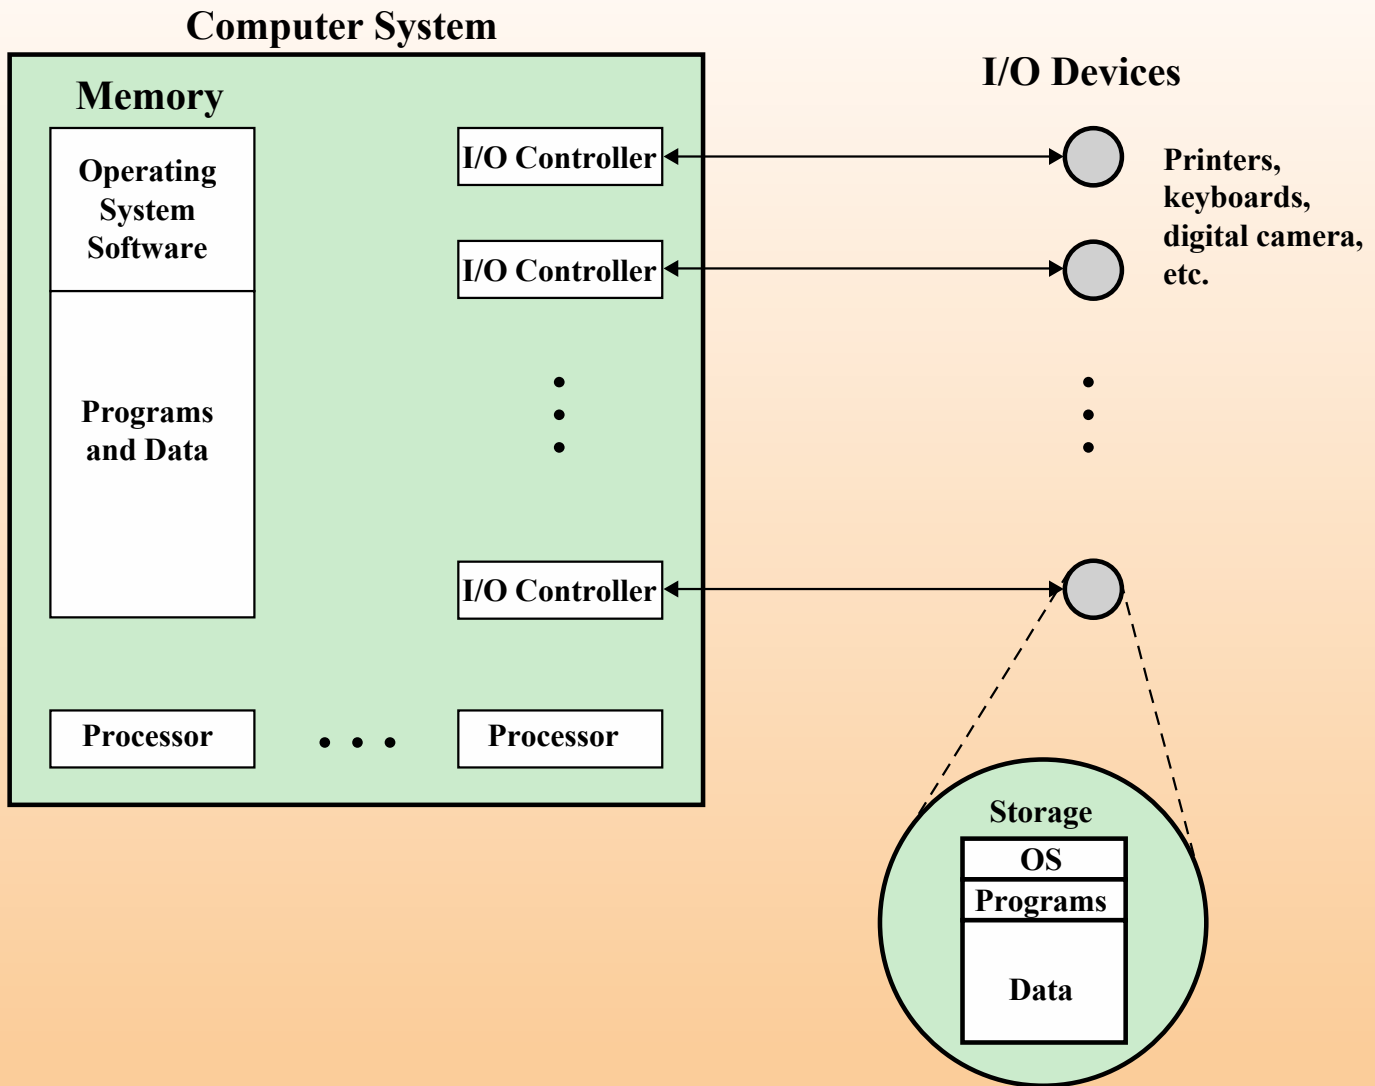 Computer System
I/O Devices
Memory
Operating
System
Software
Programs
and Data
I/O Controller
I/O Controller
I/O Controller
Printers,
keyboards,
digital camera,
etc.
Processor
Processor
Storage
OS
Programs
Data